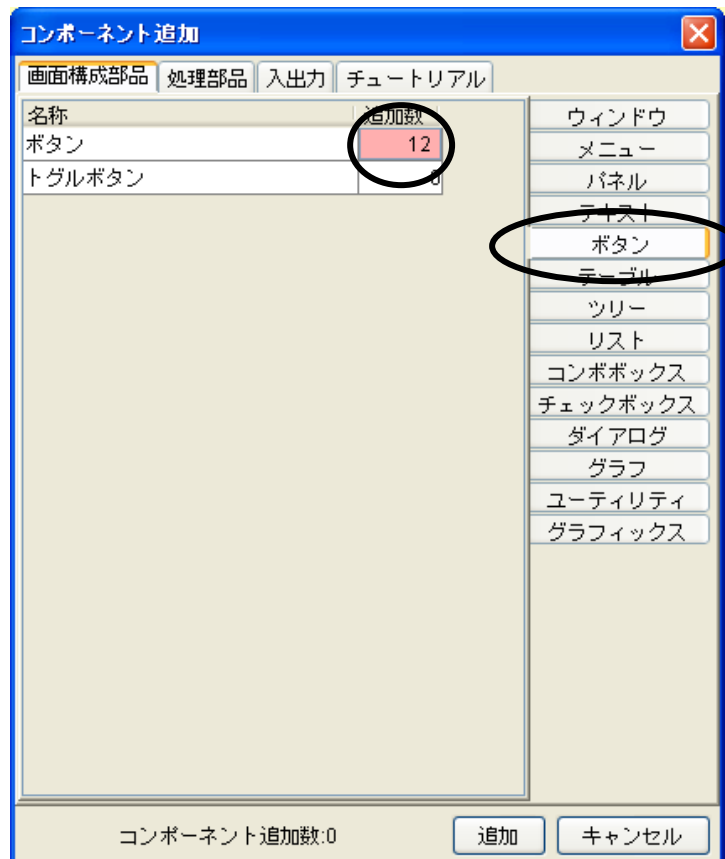 コンポーネント追加
画面構成部品 処理部品 入出力 チュートリアル
名称 追加数
ボタン 12
トグルボタン 0
ウィンドウ
メニュー
パネル
テキスト
ボタン
テーブル
ツリー
リスト
コンボボックス
チェックボックス
ダイアログ
グラフ
ユーティリティ
グラフィックス
コンポーネント追加数:0 追加 キャンセル